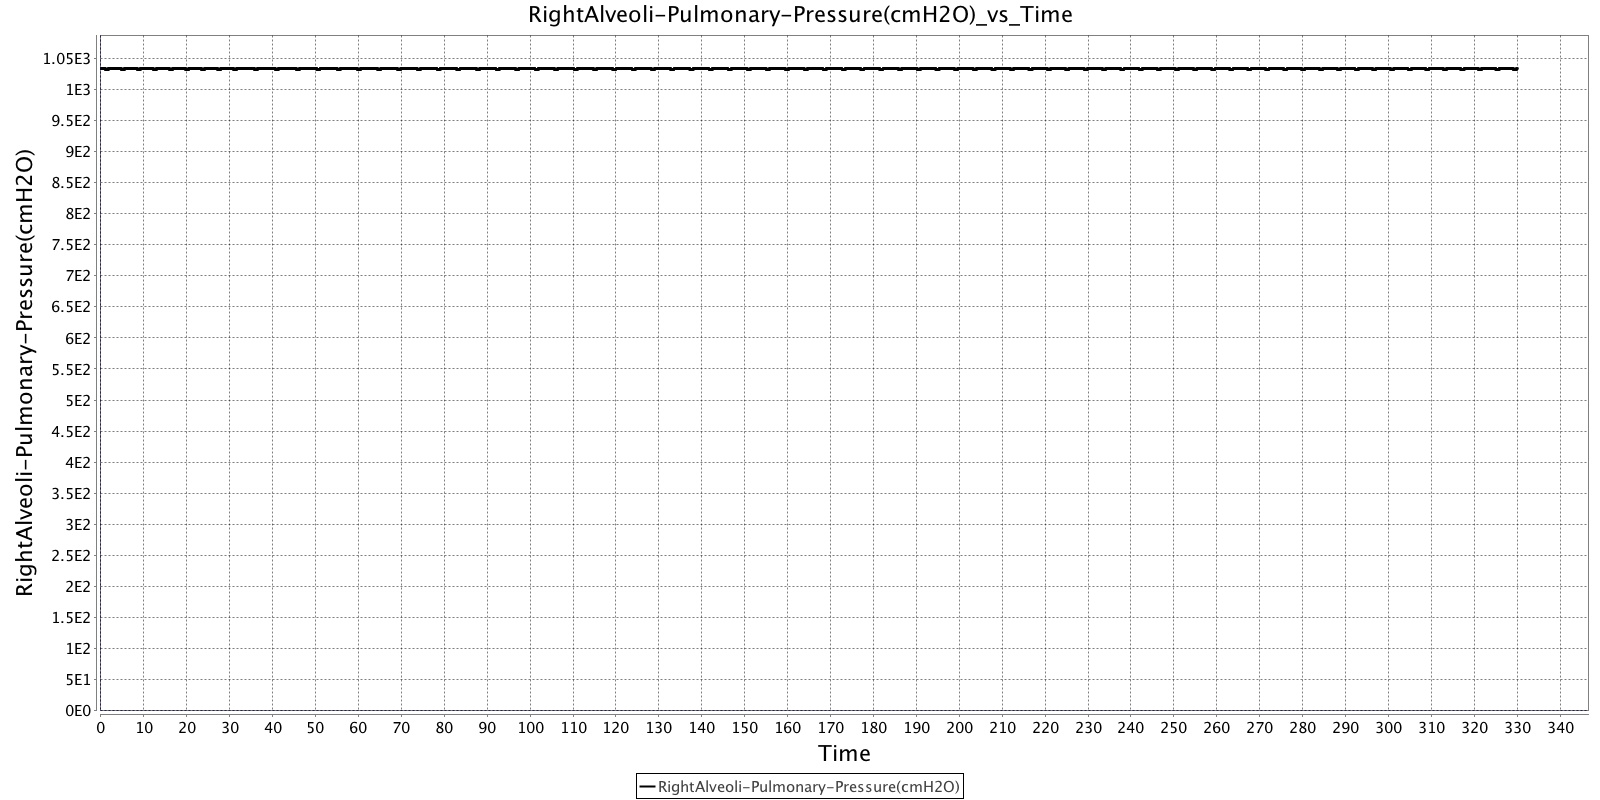 RightAlveoli-Pulmonary-Pressure(cmH2O)_vs_Time
RightAlveoli-Pulmonary-Pressure(cmH2O)
1.05E3
1E3
9.5E2
9E2
8.5E2
8E2
7.5E2
7E2
6.5E2
6E2
5.5E2
5E2
4.5E2
4E2
3.5E2
3E2
2.5E2
2E2
1.5E2
1E2
5E1
0E0
0 10 20 30 40 50 60 70 80 90 100 110 120 130 140 150 160 170 180 190 200 210 220 230 240 250 260 270 280 290 300 310 320 330 340
Time
RightAlveoli-Pulmonary-Pressure(cmH2O)